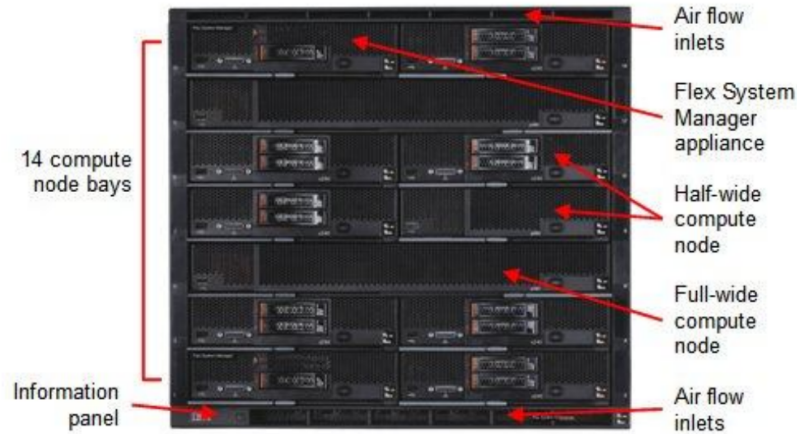 Air flow
inlets
Flex System
Manager
appliance
14 compute
node bays
Half-wide
compute
node
Full-wide
compute
node
Information
panel
Air flow
inlets